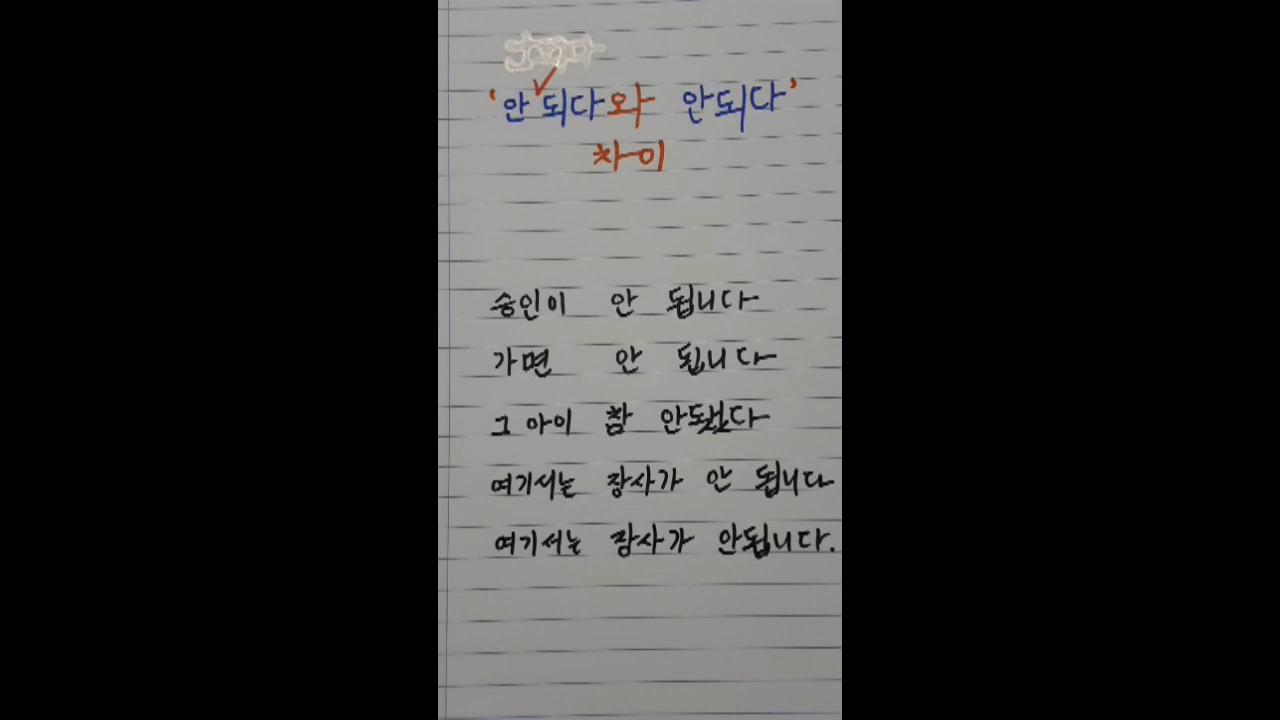 '안 되다와 안되다'
차이
승인이 안 됩니다
가면 안 됩니다
그 아이 참 안됐다
여기서는 장사가 안 됩니다
여기서는 장사가 안됩니다.